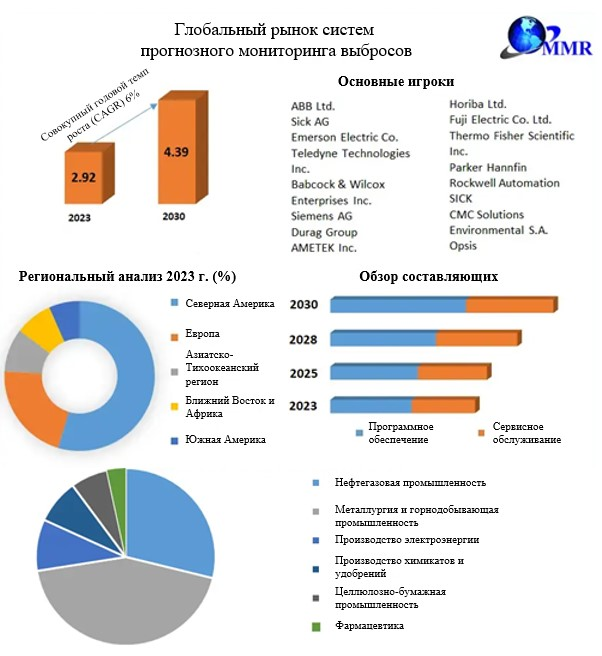 Глобальный рынок систем
прогнозного мониторинга выбросов
MMR
Совокупный годовой темп
роста (CAGR) 6%
2.92
4.39
2023
2030
Основные игроки
ABB Ltd.
Sick AG
Emerson Electric Co.
Teledyne Technologies
Inc.
Babcock & Wilcox
Enterprises Inc.
Siemens AG
Durag Group
AMETEK Inc.
Horiba Ltd.
Fuji Electric Co. Ltd.
Thermo Fisher Scientific
Inc.
Parker Hannfin
Rockwell Automation
SICK
CMC Solutions
Environmental S.A.
Opsis
Региональный анализ 2023 г. (%)
Северная Америка
Европа
Азиатско-
Тихоокеанский
регион
Ближний Восток и
Африка
Южная Америка
Обзор составляющих
2030
2028
2025
2023
Программное
обеспечение
Сервисное
обслуживание
Нефтегазовая промышленность
Металлургия и горнодобывающая
промышленность
Производство электроэнергии
Производство химикатов и
удобрений
Целлюлозно-бумажная
промышленность
Фармацевтика